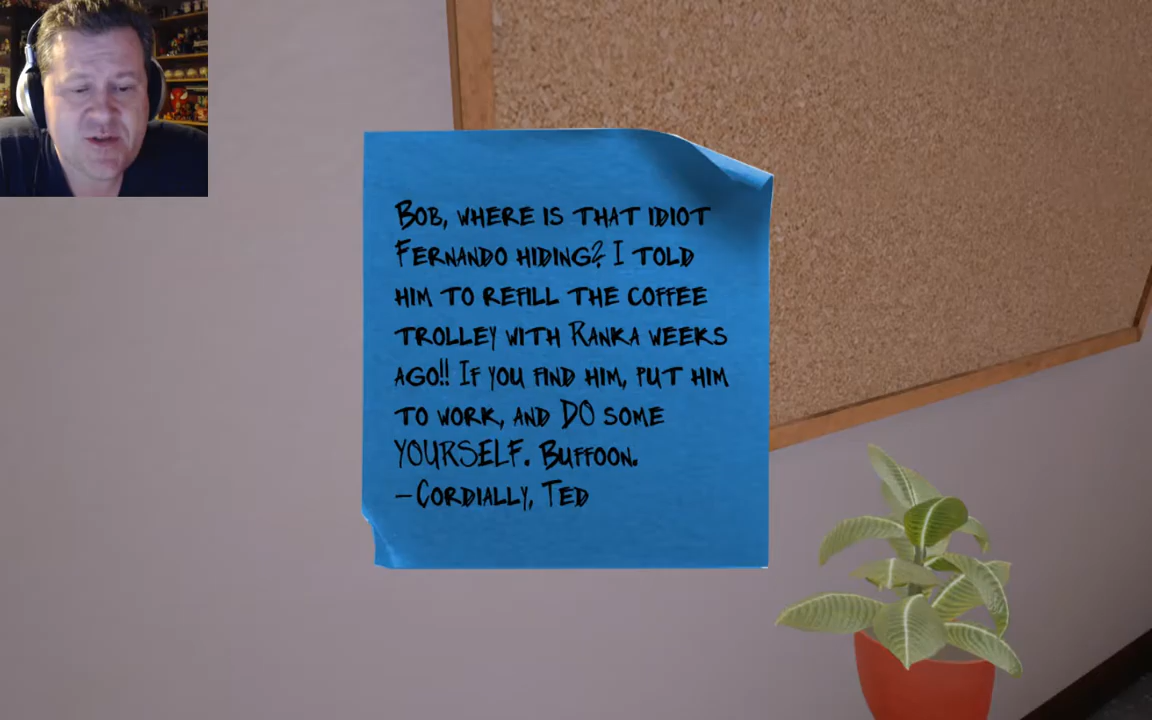 Bob, where is that idiot
Fernando hiding? I told
him to refill the coffee
trolley with Ranka weeks
ago!! If you find him, put him
to work, and DO some
YOURSELF. Buffoon.
-Cordially, Ted